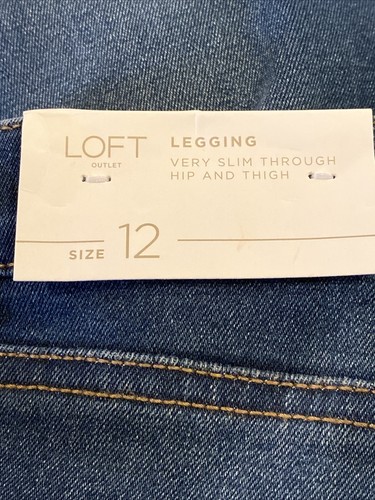 LOFT
OUTLET
LEGGING
VERY SLIM THROUGH
HIP AND THIGH
SIZE 12